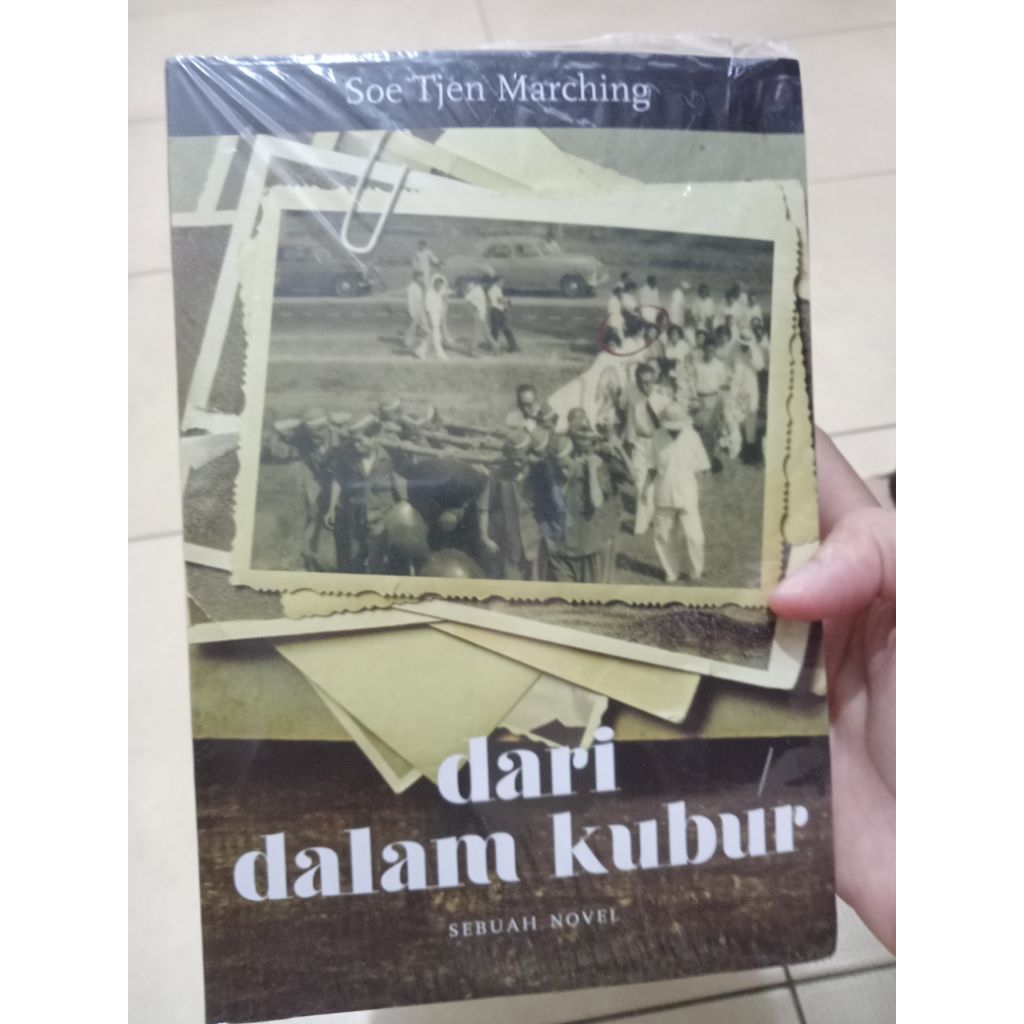 Soe Tjen Marching
dari
dalam kubur
SEBUAH NOVEL